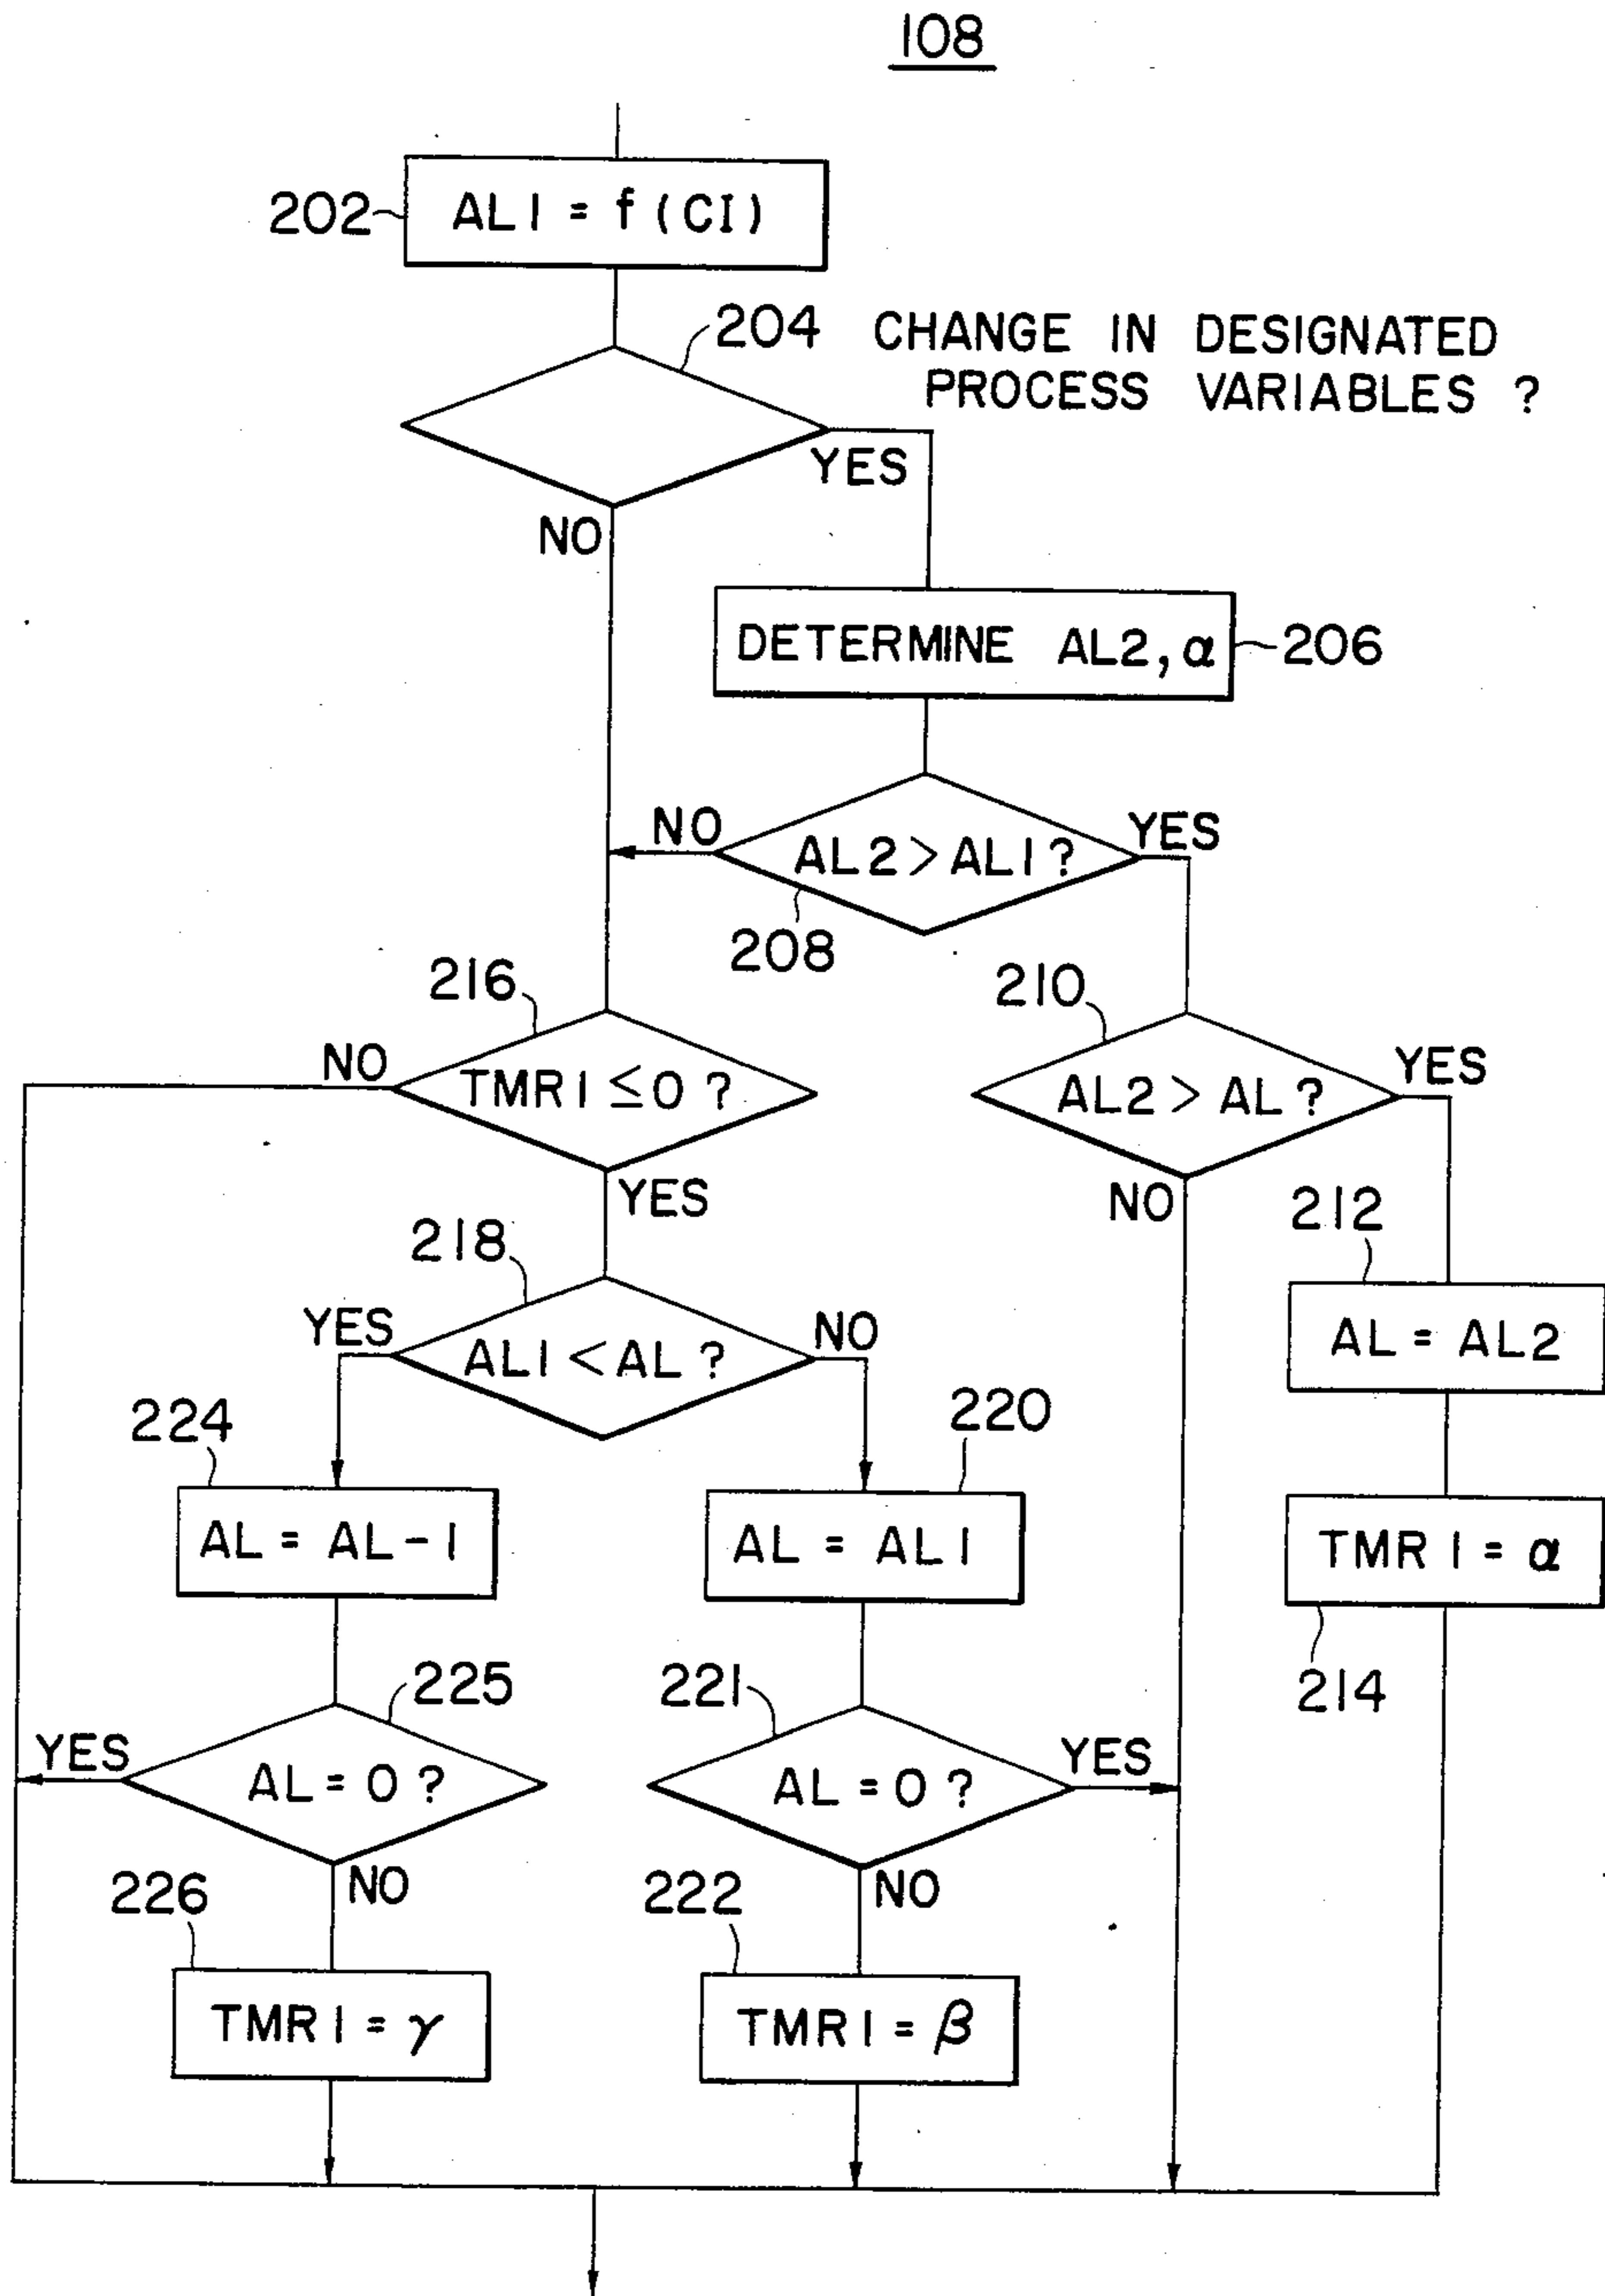 108
202 AL1 = f (CI)
204 CHANGE IN DESIGNATED
PROCESS VARIABLES ?
YES
NO
DETERMINE AL2, α 206
NO AL2 > AL1 ? YES
208
216 210
NO TMR1 ≤ 0 ? AL2 > AL ? YES
YES NO
212
218
YES AL1 < AL ? NO AL = AL2
224 220
AL = AL - 1 AL = AL1 TMR1 = α
225 221 214
YES AL = 0 ? AL = 0 ? YES
226 NO 222 NO
TMR1 = γ TMR1 = β